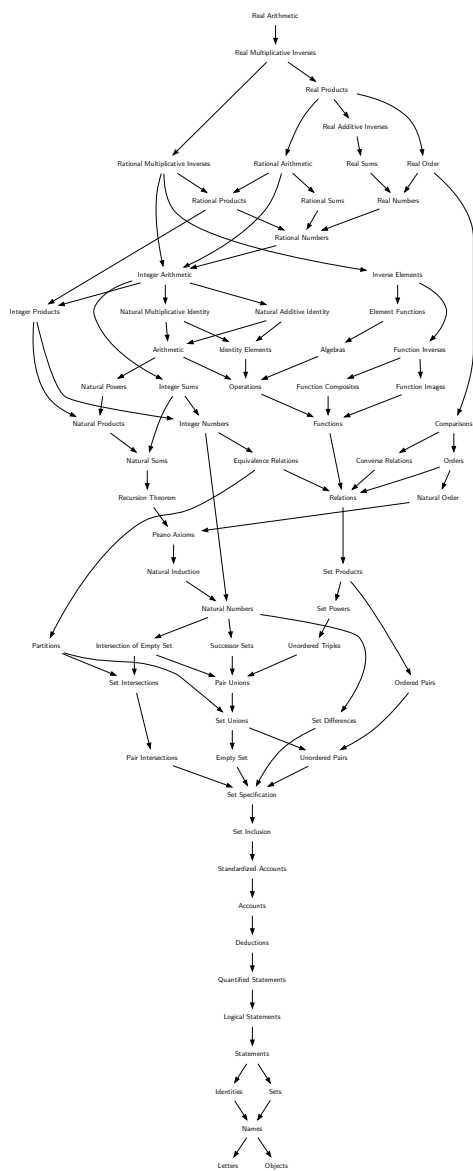 Real Arithmetic
Real Multiplicative Inverses
Real Products
Real Additive Inverses
Rational Multiplicative Inverses
Rational Arithmetic
Real Sums
Real Order
Rational Products
Rational Sums
Real Numbers
Rational Numbers
Integer Arithmetic
Inverse Elements
Integer Products
Natural Multiplicative Identity
Natural Additive Identity
Element Functions
Arithmetic
Identity Elements
Algebras
Function Inverses
Natural Powers
Integer Sums
Operations
Function Composites
Function Images
Natural Products
Integer Numbers
Functions
Comparisons
Natural Sums
Equivalence Relations
Converse Relations
Orders
Recursion Theorem
Relations
Natural Order
Peano Axioms
Natural Induction
Set Products
Natural Numbers
Set Powers
Partitions
Intersection of Empty Set
Successor Sets
Unordered Triples
Set Intersections
Pair Unions
Ordered Pairs
Set Unions
Set Differences
Pair Intersections
Empty Set
Unordered Pairs
Set Specification
Set Inclusion
Standardized Accounts
Accounts
Deductions
Quantified Statements
Logical Statements
Statements
Identities
Sets
Names
Letters
Objects